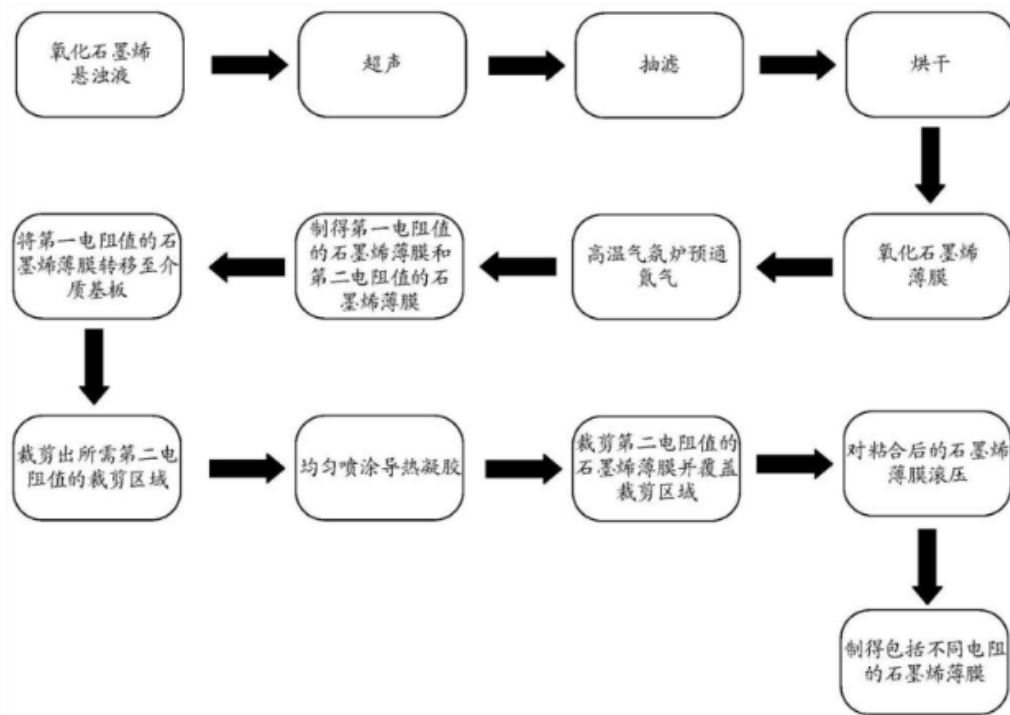 氧化石墨烯
悬浊液
超声
抽滤
烘干
氧化石墨烯
薄膜
高温气氛炉预通
氮气
制得第一电阻值
的石墨烯薄膜和
第二电阻值的石
墨烯薄膜
将第一电阻值的石
墨烯薄膜转移至介
质基板
裁剪出所需第二电
阻值的裁剪区域
均匀喷涂导热凝胶
裁剪第二电阻值的
石墨烯薄膜并覆盖
裁剪区域
对粘合后的石墨烯
薄膜滚压
制得包括不同电阻
的石墨烯薄膜